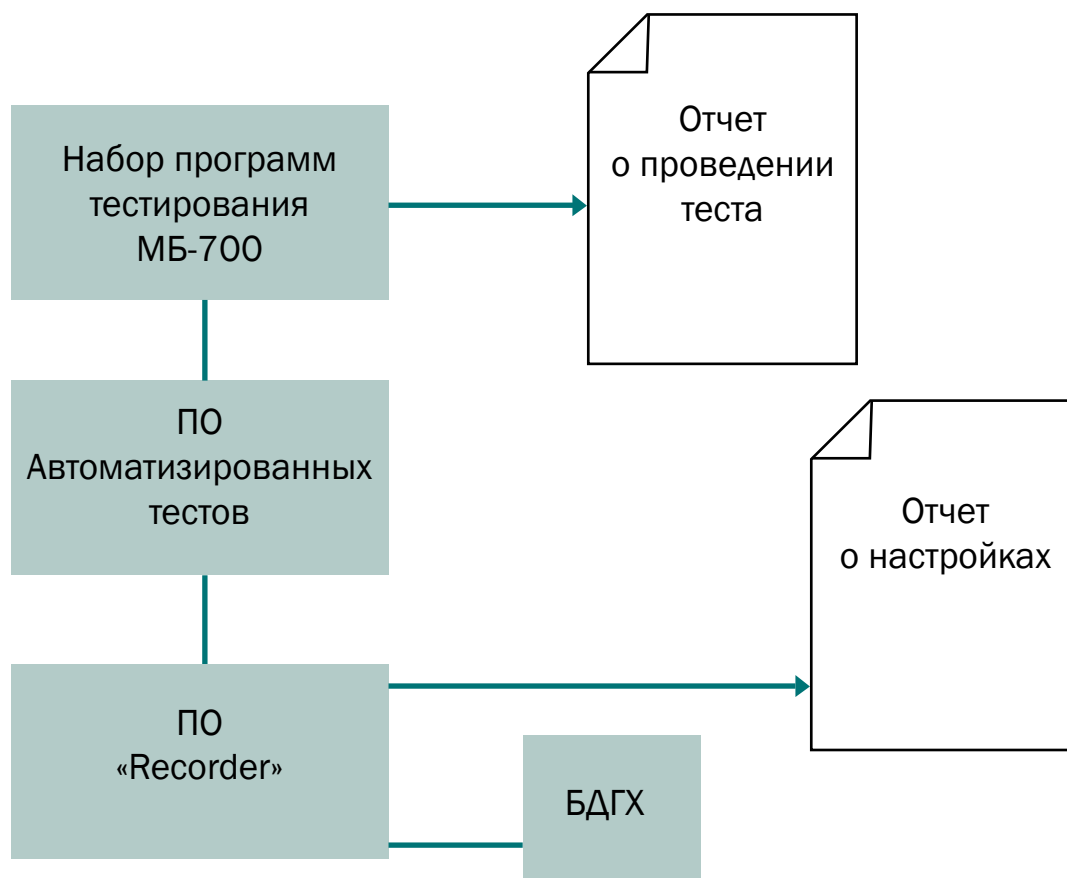 Отчет
о проведении
теста
Набор программ
тестирования
МБ-700
ПО
Автоматизированных
тестов
Отчет
о настройках
ПО
«Recorder»
БДГХ